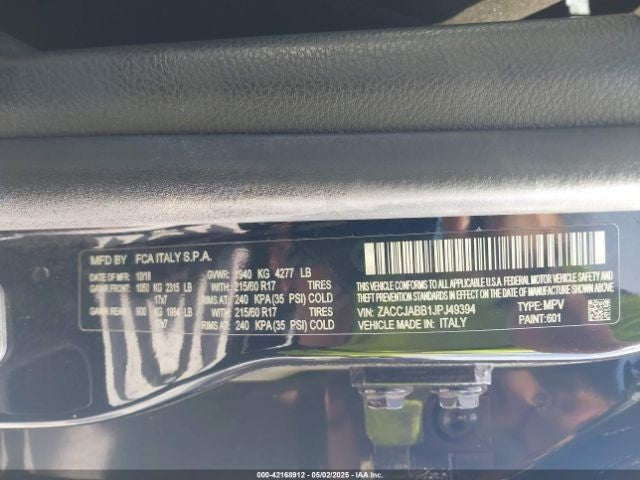 MFD BY FCA ITALY S.P.A.
DATE OF MFD: 10/18 GVWR: 1940 KG 4277 LB
GAWR FRONT: 1050 KG 2315 LB WITH 215/60 R17 TIRES
17x7 RIMS AT: 240 KPA (35 PSI) COLD
GAWR REAR: 900 KG 1984 LB WITH 215/60 R17 TIRES
17x7 RIMS AT: 240 KPA (35 PSI) COLD
THIS VEHICLE CONFORMS TO ALL APPLICABLE U.S.A. FEDERAL MOTOR VEHICLE SAFETY AND
THEFT PREVENTION STANDARDS IN EFFECT ON THE DATE OF MANUFACTURE SHOWN ABOVE.
VIN: ZACCJABB1JPJ49394 TYPE: MPV
VEHICLE MADE IN: ITALY PAINT: 601
000-42168912 - 05/02/2025 - IAA Inc.